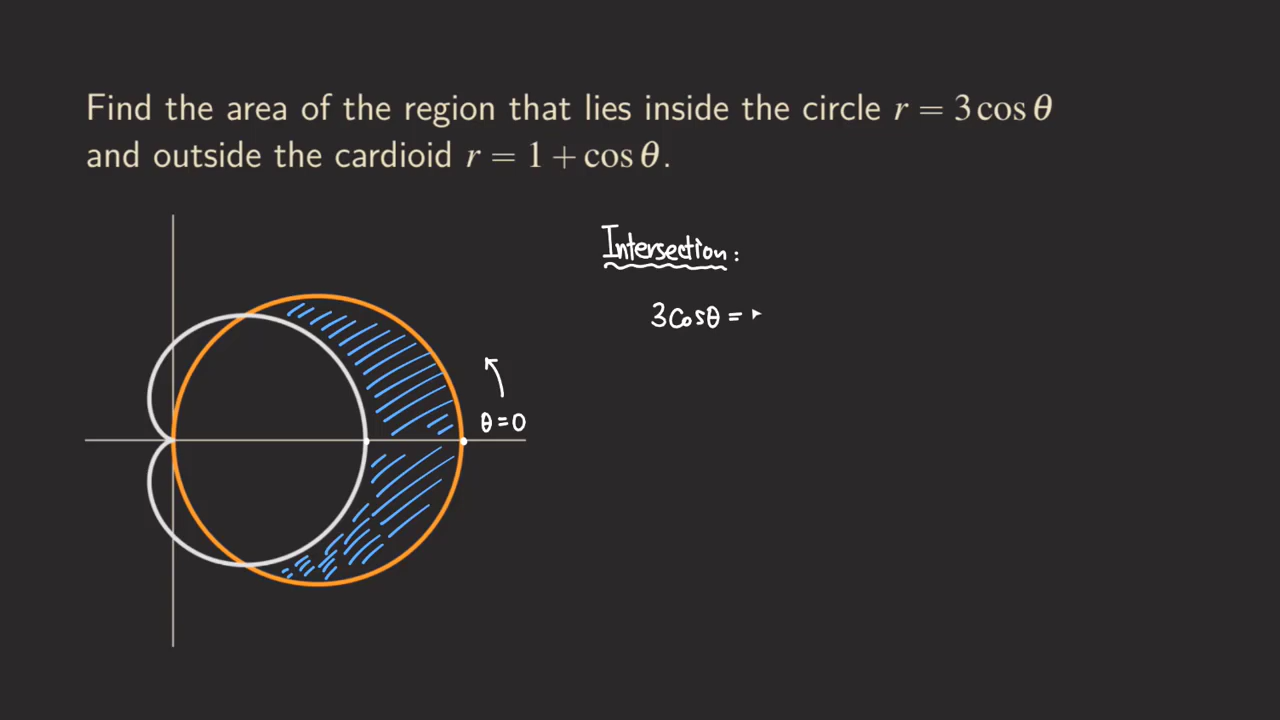 Find the area of the region that lies inside the circle r = 3 cos θ
and outside the cardioid r = 1 + cos θ.
Intersection:
3cosθ =
θ = 0